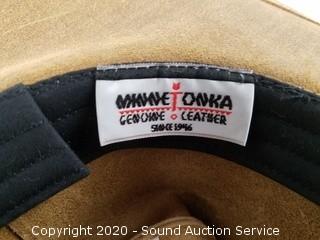 MINNETONKA
GENUINE LEATHER
SINCE 1946
Copyright 2020 - Sound Auction Service